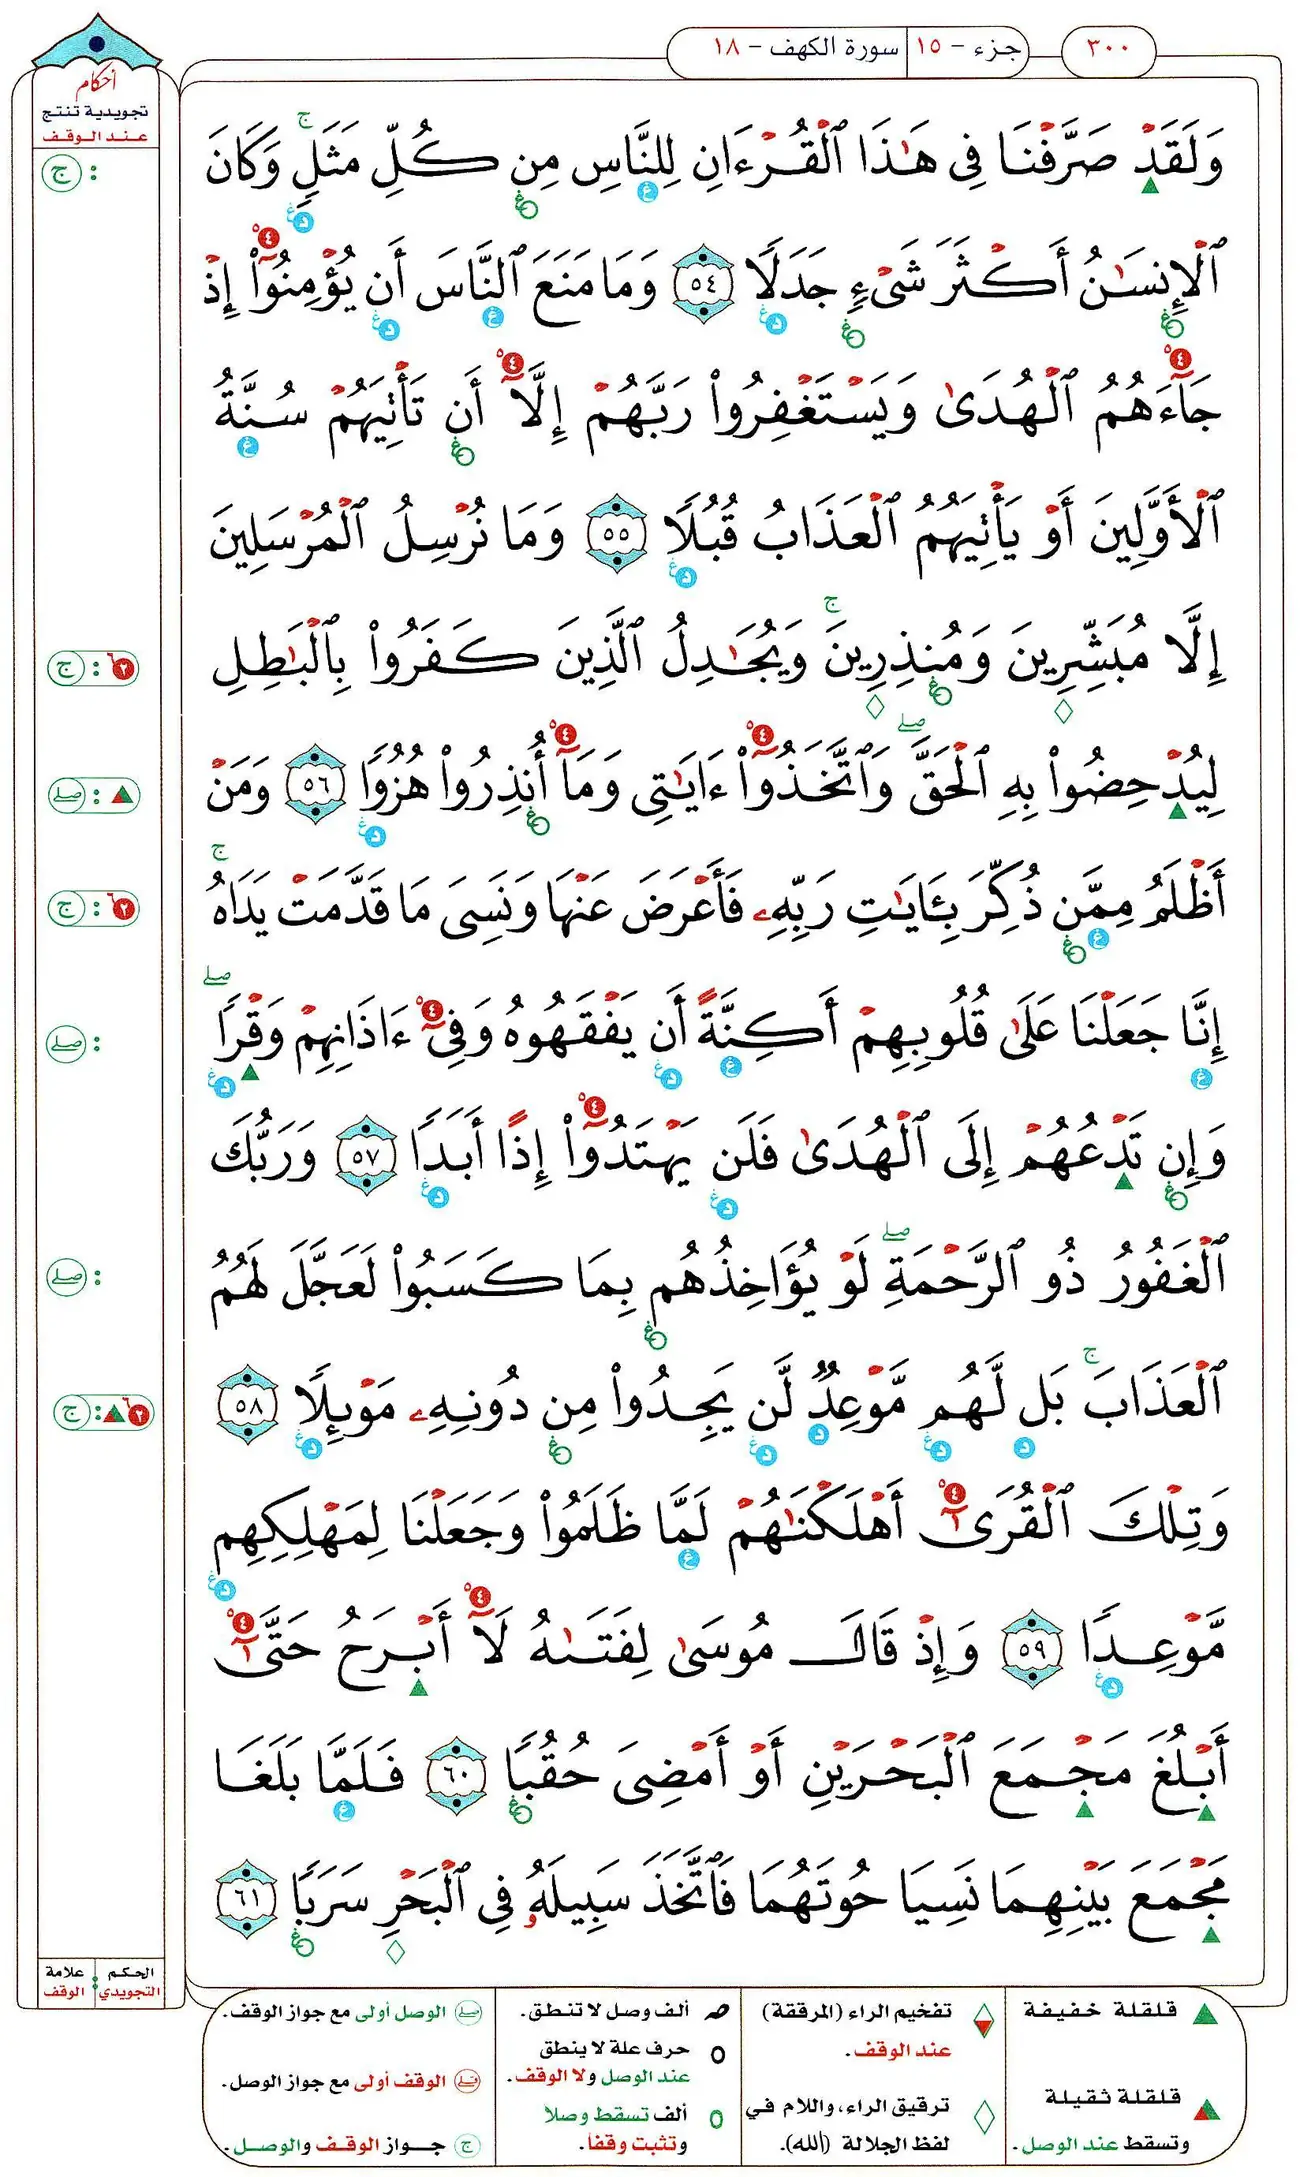 ٣٠٠
جزء - ١٥
سورة الكهف - ١٨
أحكام
تجويدية تنتج
عند الوقف
ج :
وَلَقَدْ صَرَّفْنَا فِى هَـٰذَا ٱلْقُرْءَانِ لِلنَّاسِ مِن كُلِّ مَثَلٍ ۚ وَكَانَ
ٱلْإِنسَـٰنُ أَكْثَرَ شَىْءٍ جَدَلًا ٥٤ وَمَا مَنَعَ ٱلنَّاسَ أَن يُؤْمِنُوٓا۟ إِذْ
جَآءَهُمُ ٱلْهُدَىٰ وَيَسْتَغْفِرُوا۟ رَبَّهُمْ إِلَّآ أَن تَأْتِيَهُمْ سُنَّةُ
ٱلْأَوَّلِينَ أَوْ يَأْتِيَهُمُ ٱلْعَذَابُ قُبُلًا ٥٥ وَمَا نُرْسِلُ ٱلْمُرْسَلِينَ
إِلَّا مُبَشِّرِينَ وَمُنذِرِينَ ۚ وَيُجَـٰدِلُ ٱلَّذِينَ كَفَرُوا۟ بِٱلْبَـٰطِلِ
لِيُدْحِضُوا۟ بِهِ ٱلْحَقَّ ۖ وَٱتَّخَذُوٓا۟ ءَايَـٰتِى وَمَآ أُنذِرُوا۟ هُزُوًا ٥٦ وَمَنْ
أَظْلَمُ مِمَّن ذُكِّرَ بِـَٔايَـٰتِ رَبِّهِۦ فَأَعْرَضَ عَنْهَا وَنَسِىَ مَا قَدَّمَتْ يَدَاهُ ۚ
إِنَّا جَعَلْنَا عَلَىٰ قُلُوبِهِمْ أَكِنَّةً أَن يَفْقَهُوهُ وَفِىٓ ءَاذَانِهِمْ وَقْرًا ۖ
وَإِن تَدْعُهُمْ إِلَى ٱلْهُدَىٰ فَلَن يَهْتَدُوٓا۟ إِذًا أَبَدًا ٥٧ وَرَبُّكَ
ٱلْغَفُورُ ذُو ٱلرَّحْمَةِ ۖ لَوْ يُؤَاخِذُهُم بِمَا كَسَبُوا۟ لَعَجَّلَ لَهُمُ
ٱلْعَذَابَ ۚ بَل لَّهُم مَّوْعِدٌ لَّن يَجِدُوا۟ مِن دُونِهِۦ مَوْئِلًا ٥٨
وَتِلْكَ ٱلْقُرَىٰٓ أَهْلَكْنَـٰهُمْ لَمَّا ظَلَمُوا۟ وَجَعَلْنَا لِمَهْلِكِهِم
مَّوْعِدًا ٥٩ وَإِذْ قَالَ مُوسَىٰ لِفَتَىٰهُ لَآ أَبْرَحُ حَتَّىٰٓ
أَبْلُغَ مَجْمَعَ ٱلْبَحْرَيْنِ أَوْ أَمْضِىَ حُقُبًا ٦٠ فَلَمَّا بَلَغَا
مَجْمَعَ بَيْنِهِمَا نَسِيَا حُوتَهُمَا فَٱتَّخَذَ سَبِيلَهُۥ فِى ٱلْبَحْرِ سَرَبًا ٦١
الحكم التجويدي : علامة الوقف
قلقلة خفيفة
قلقلة ثقيلة
وتسقط عند الوصل.
تفخيم الراء (المرققة)
عند الوقف.
ترقيق الراء، واللام في
لفظ الجلالة (الله).
ألف وصل لا تنطق.
حرف علة لا ينطق
عند الوصل ولا الوقف.
ألف تسقط وصلا
وتثبت وقفا.
صلے الوصل أولى مع جواز الوقف.
قلے الوقف أولى مع جواز الوصل.
ج جواز الوقف والوصل.